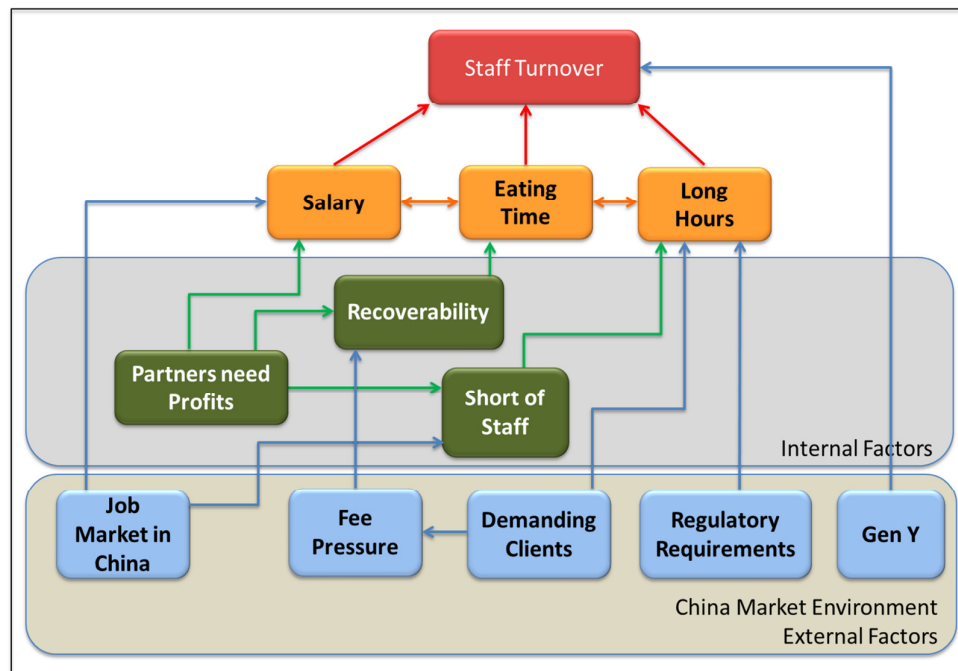 Staff Turnover
Salary
Eating
Time
Long
Hours
Recoverability
Partners need
Profits
Short of
Staff
Internal Factors
Job
Market in
China
Fee
Pressure
Demanding
Clients
Regulatory
Requirements
Gen Y
China Market Environment
External Factors